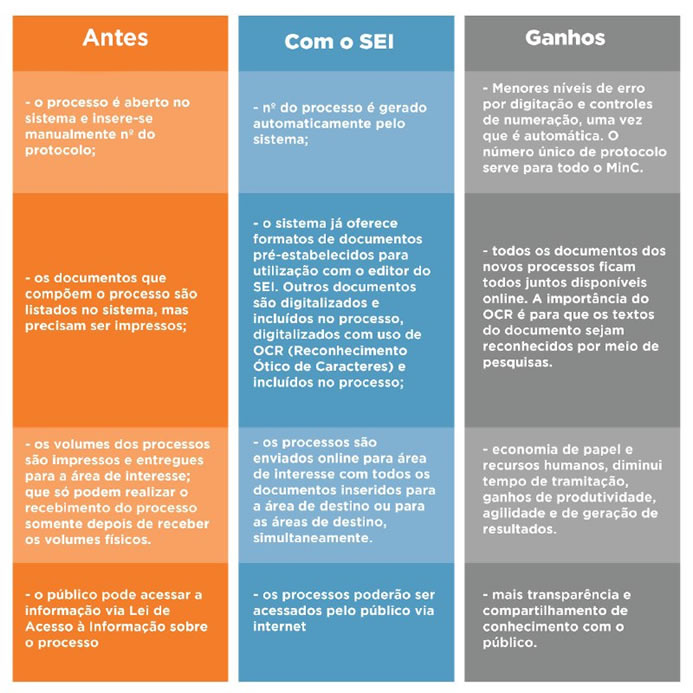 Antes
- o processo é aberto no
sistema e insere-se
manualmente nº do
protocolo;
- os documentos que
compõem o processo são
listados no sistema, mas
precisam ser impressos;
- os volumes dos processos
são impressos e entregues
para a área de interesse;
que só podem realizar o
recebimento do processo
somente depois de receber
os volumes físicos.
- o público pode acessar a
informação via Lei de
Acesso à Informação sobre
o processo
Com o SEI
- nº do processo é gerado
automaticamente pelo
sistema;
- o sistema já oferece
formatos de documentos
pré-estabelecidos para
utilização com o editor do
SEI. Outros documentos
são digitalizados e
incluídos no processo,
digitalizados com uso de
OCR (Reconhecimento
Ótico de Caracteres) e
incluídos no processo;
- os processos são
enviados online para área
de interesse com todos os
documentos inseridos para
a área de destino ou para
as áreas de destino,
simultaneamente.
- os processos poderão ser
acessados pelo público via
internet
Ganhos
- Menores níveis de erro
por digitação e controles
de numeração, uma vez
que é automática. O
número único de protocolo
serve para todo o MinC.
- todos os documentos dos
novos processos ficam
todos juntos disponíveis
online. A importância do
OCR é para que os textos
do documento sejam
reconhecidos por meio de
pesquisas.
- economia de papel e
recursos humanos, diminui
tempo de tramitação,
ganhos de produtividade,
agilidade e de geração de
resultados.
- mais transparência e
compartilhamento de
conhecimento com o
público.